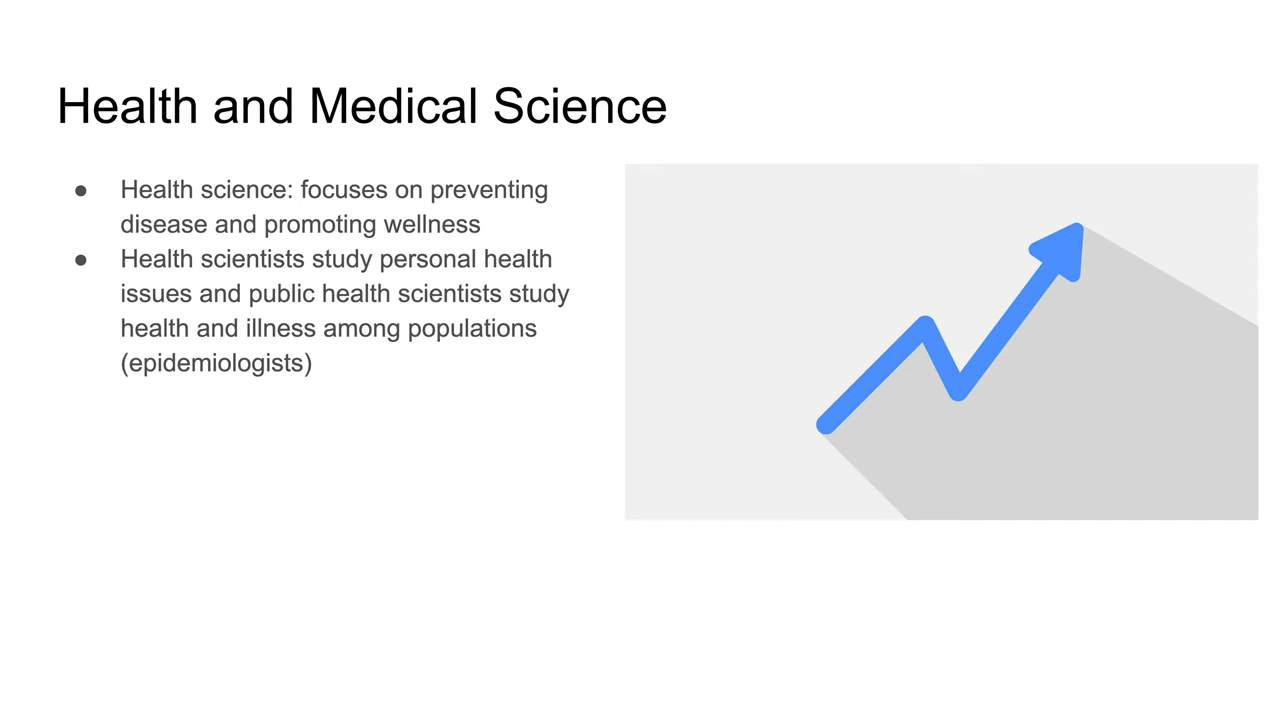 Health and Medical Science
● Health science: focuses on preventing
disease and promoting wellness
● Health scientists study personal health
issues and public health scientists study
health and illness among populations
(epidemiologists)